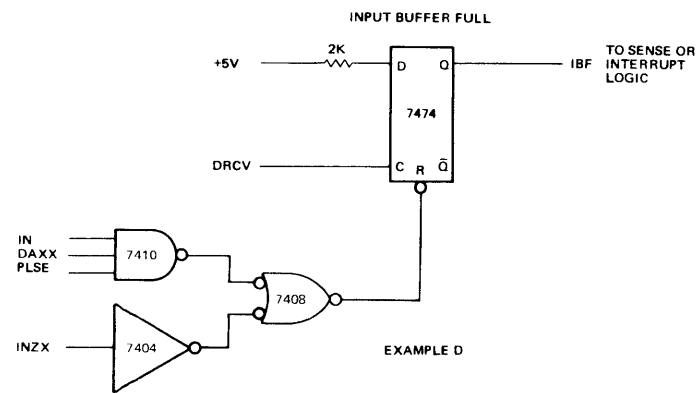 INPUT BUFFER FULL
+5V
2K
D
Q
IBF
TO SENSE OR
INTERRUPT
LOGIC
7474
DRCV
C
R
Q̅
IN
DAXX
PLSE
7410
7408
INZX
7404
EXAMPLE D